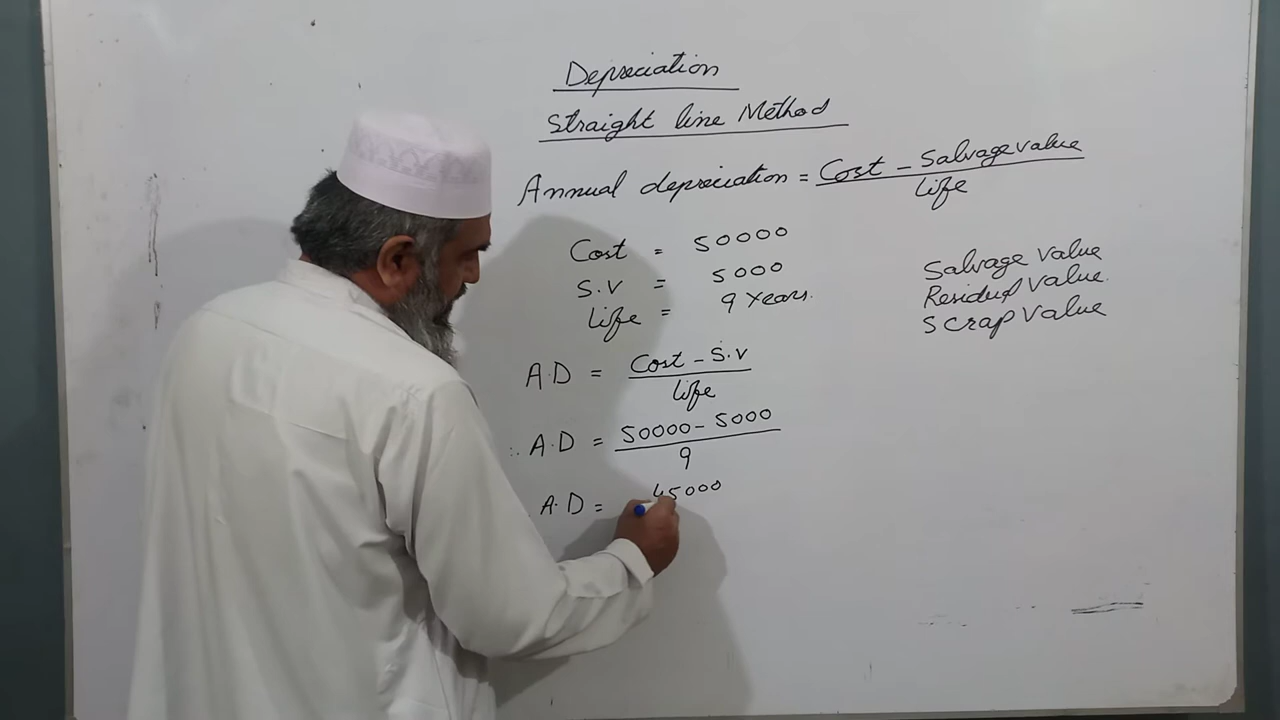 Depreciation
Straight line Method
Annual depreciation = Cost - Salvage value
life
Cost = 50000
S.V = 5000
life = 9 Years.
Salvage value
Residual value.
Scrap value
A.D = Cost - S.V
life
∴ A.D = 50000 - 5000
9
A.D = 45000